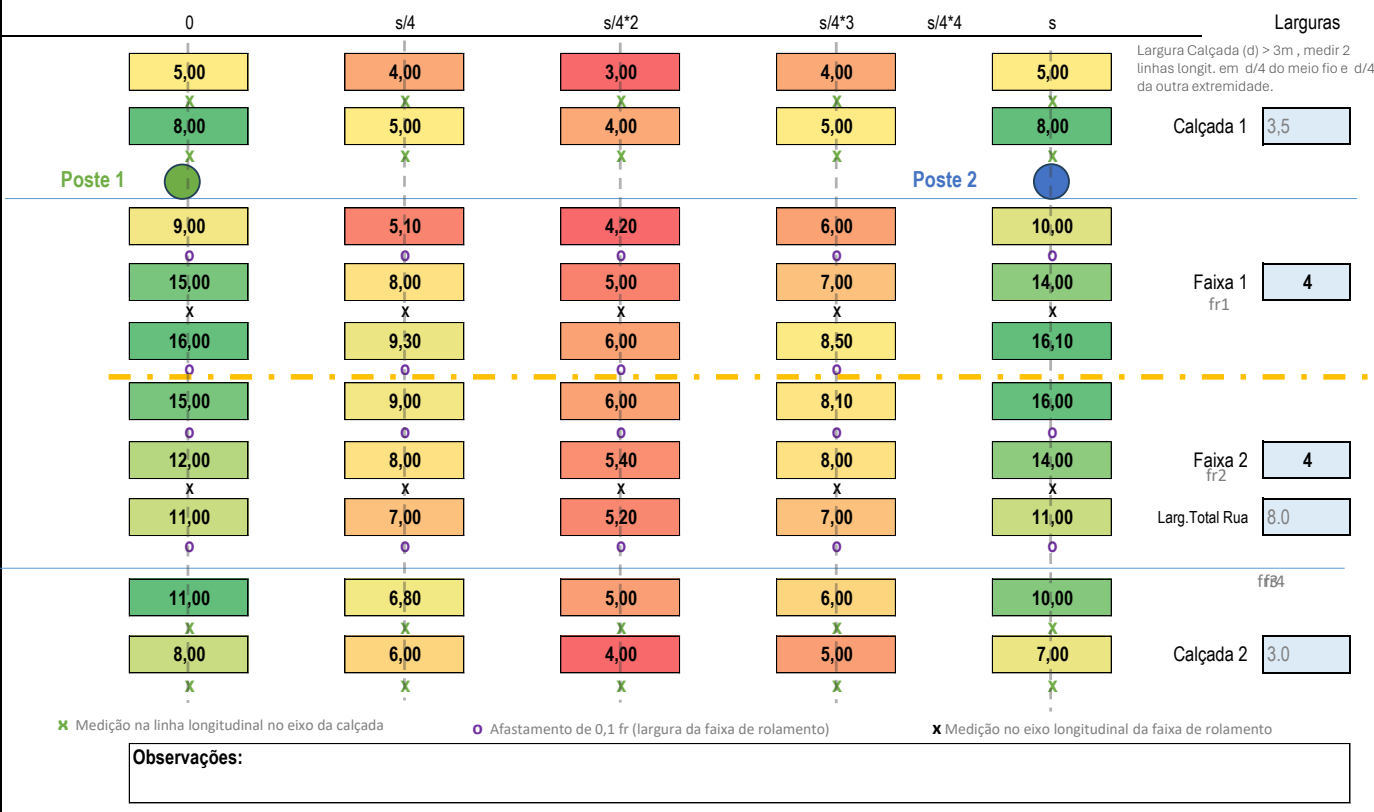 0 s/4 s/4*2 s/4*3 s/4*4 s Larguras
Largura Calçada (d) > 3m , medir 2
linhas longit. em d/4 do meio fio e d/4
da outra extremidade.
5,00 4,00 3,00 4,00 5,00
x x x x x
8,00 5,00 4,00 5,00 8,00 Calçada 1 3,5
x x x x x
Poste 1 Poste 2
9,00 5,10 4,20 6,00 10,00
o o o o o
15,00 8,00 5,00 7,00 14,00 Faixa 1 4
fr1
x x x x x
16,00 9,30 6,00 8,50 16,10
o o o o
15,00 9,00 6,00 8,10 16,00
o o o o o
12,00 8,00 5,40 8,00 14,00 Faixa 2 4
fr2
x x x x x
11,00 7,00 5,20 7,00 11,00 Larg.Total Rua 8.0
o o o o o
11,00 6,80 5,00 6,00 10,00
x x x x x
8,00 6,00 4,00 5,00 7,00 Calçada 2 3.0
x x x x x
x Medição na linha longitudinal no eixo da calçada
o Afastamento de 0,1 fr (largura da faixa de rolamento)
x Medição no eixo longitudinal da faixa de rolamento
Observações: